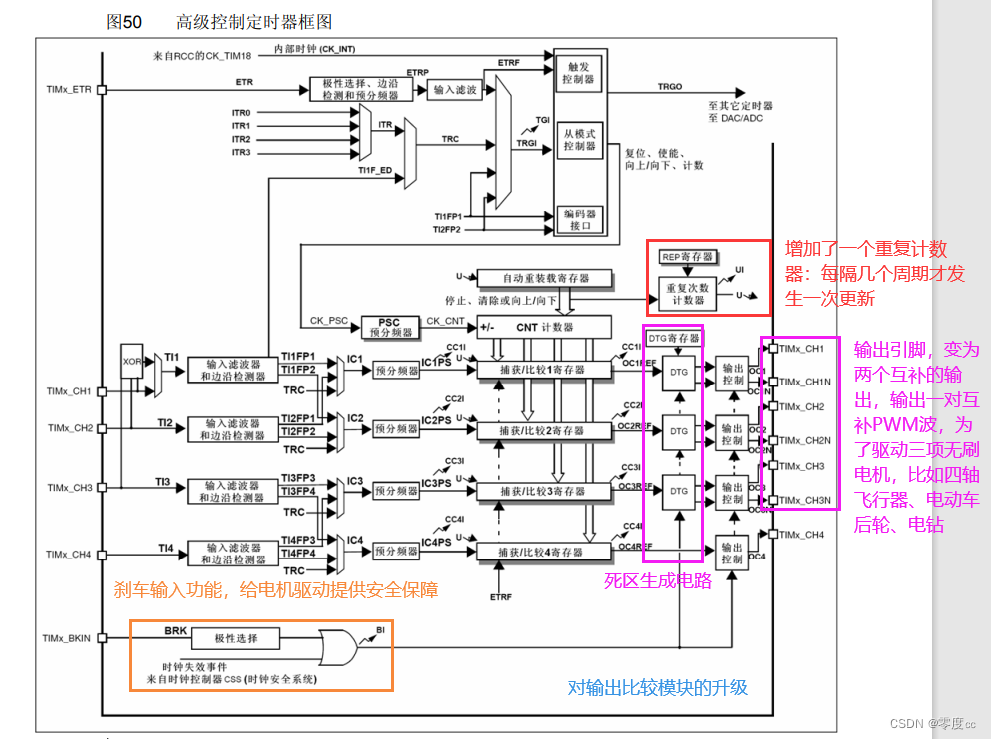 图50 高级控制定时器框图
来自RCC的CK_TIM18
内部时钟 (CK_INT)
TIMx_ETR
ETR
极性选择、边沿
检测和预分频器
ETRP
输入滤波
ETRF
触发
控制器
TRGO
至其它定时器
至 DAC/ADC
ITR0
ITR1
ITR2
ITR3
ITR
TRC
TI1F_ED
TGI
TRGI
从模式
控制器
复位、使能、
向上/向下、计数
TI1FP1
TI2FP2
编码器
接口
REP寄存器
重复次数
计数器
UI
U
增加了一个重复计数
器：每隔几个周期才发
生一次更新
U
自动重装载寄存器
停止、清除或向上/向下
CK_PSC
PSC
预分频器
CK_CNT
+/-
CNT 计数器
DTG寄存器
XOR
TI1
输入滤波器
和边沿检测器
TI1FP1
TI1FP2
TRC
IC1
预分频器
IC1PS
CC1I
U
捕获/比较1寄存器
CC1I
OC1REF
DTG
输出
控制
OC1
OC1N
TIMx_CH1
TIMx_CH1N
TIMx_CH1
TIMx_CH2
TI2
输入滤波器
和边沿检测器
TI2FP1
TI2FP2
TRC
IC2
预分频器
IC2PS
CC2I
U
捕获/比较2寄存器
CC2I
OC2REF
DTG
输出
控制
OC2
OC2N
TIMx_CH2
TIMx_CH2N
TIMx_CH3
TI3
输入滤波器
和边沿检测器
TI3FP3
TI3FP4
TRC
IC3
预分频器
IC3PS
CC3I
U
捕获/比较3寄存器
CC3I
OC3REF
DTG
输出
控制
OC3
OC3N
TIMx_CH3
TIMx_CH3N
输出引脚，变为
两个互补的输
出，输出一对互
补PWM波，为
了驱动三项无刷
电机，比如四轴
飞行器、电动车
后轮、电钻
TIMx_CH4
TI4
输入滤波器
和边沿检测器
TI4FP3
TI4FP4
TRC
IC4
预分频器
IC4PS
CC4I
U
捕获/比较4寄存器
CC4I
OC4REF
输出
控制
OC4
TIMx_CH4
ETRF
死区生成电路
刹车输入功能，给电机驱动提供安全保障
TIMx_BKIN
BRK
极性选择
BI
时钟失效事件
来自时钟控制器 CSS (时钟安全系统)
对输出比较模块的升级
CSDN @零度cc